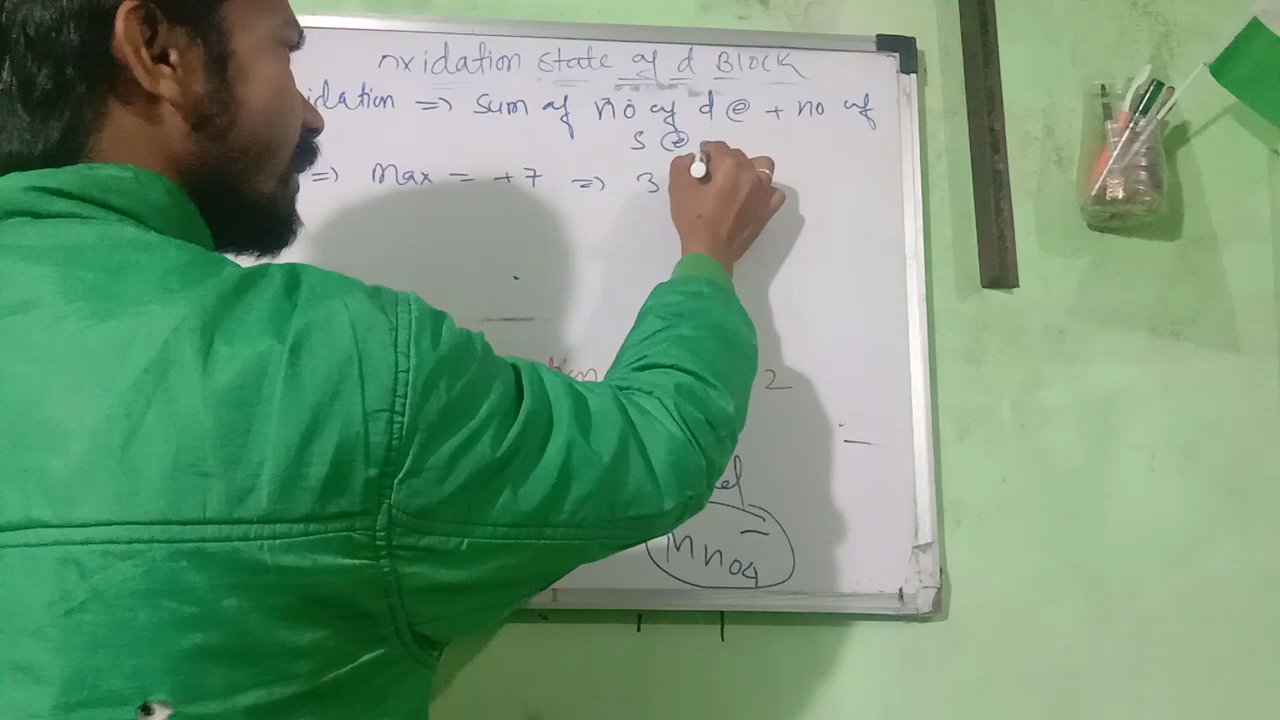 oxidation state of d BLOCK
idation => Sum of no of d e + no of
s e
=> Max = +7 => 3
2
MnO4